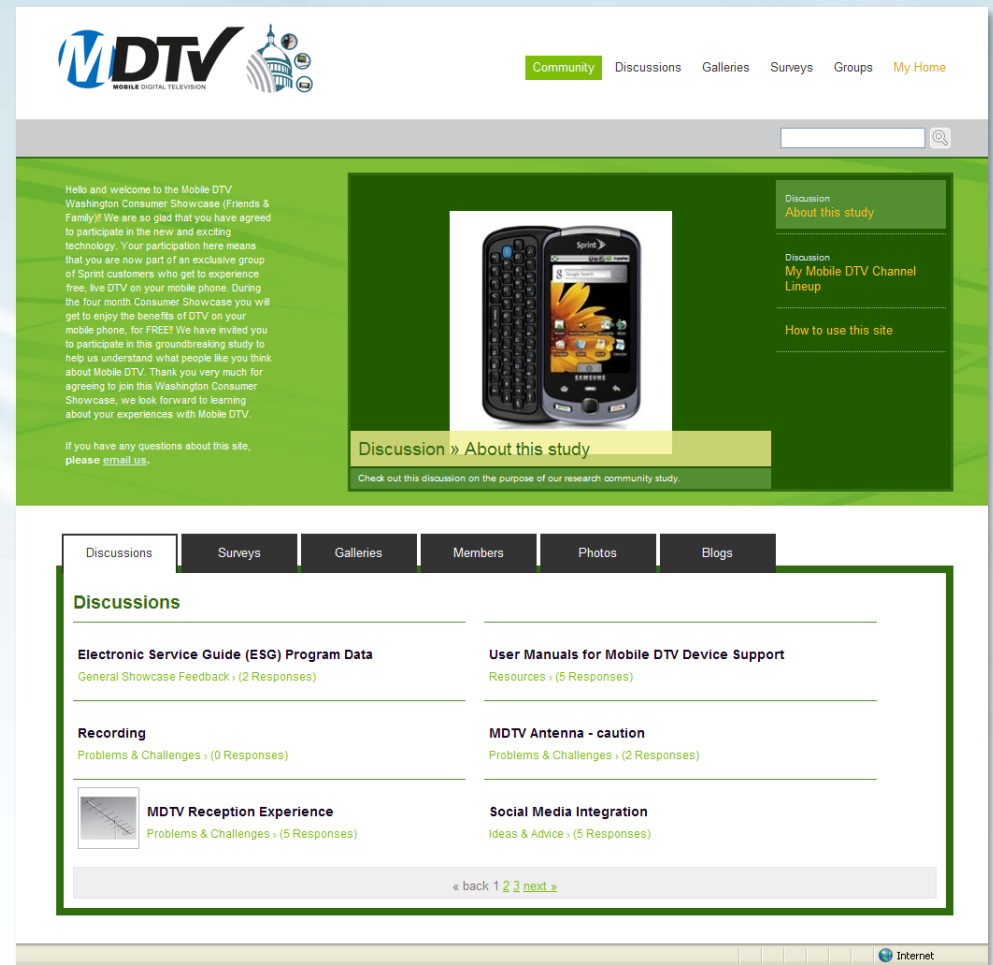 MDTV
MOBILE DIGITAL TELEVISION
Community Discussions Galleries Surveys Groups My Home
Hello and welcome to the Mobile DTV
Washington Consumer Showcase (Friends &
Family)!! We are so glad that you have agreed
to participate in the new and exciting
technology. Your participation here means
that you are now part of an exclusive group
of Sprint customers who get to experience
free, live DTV on your mobile phone. During
the four month Consumer Showcase you will
get to enjoy the benefits of DTV on your
mobile phone, for FREE!! We have invited you
to participate in this groundbreaking study to
help us understand what people like you think
about Mobile DTV. Thank you very much for
agreeing to join this Washington Consumer
Showcase, we look forward to learning
about your experiences with Mobile DTV.
If you have any questions about this site,
please email us.
Sprint
Google Search
SAMSUNG
Discussion » About this study
Check out this discussion on the purpose of our research community study.
Discussion
About this study
Discussion
My Mobile DTV Channel
Lineup
How to use this site
Discussions Surveys Galleries Members Photos Blogs
Discussions
Electronic Service Guide (ESG) Program Data
General Showcase Feedback › (2 Responses)
User Manuals for Mobile DTV Device Support
Resources › (5 Responses)
Recording
Problems & Challenges › (0 Responses)
MDTV Antenna - caution
Problems & Challenges › (2 Responses)
MDTV Reception Experience
Problems & Challenges › (5 Responses)
Social Media Integration
Ideas & Advice › (5 Responses)
« back 1 2 3 next »
Internet